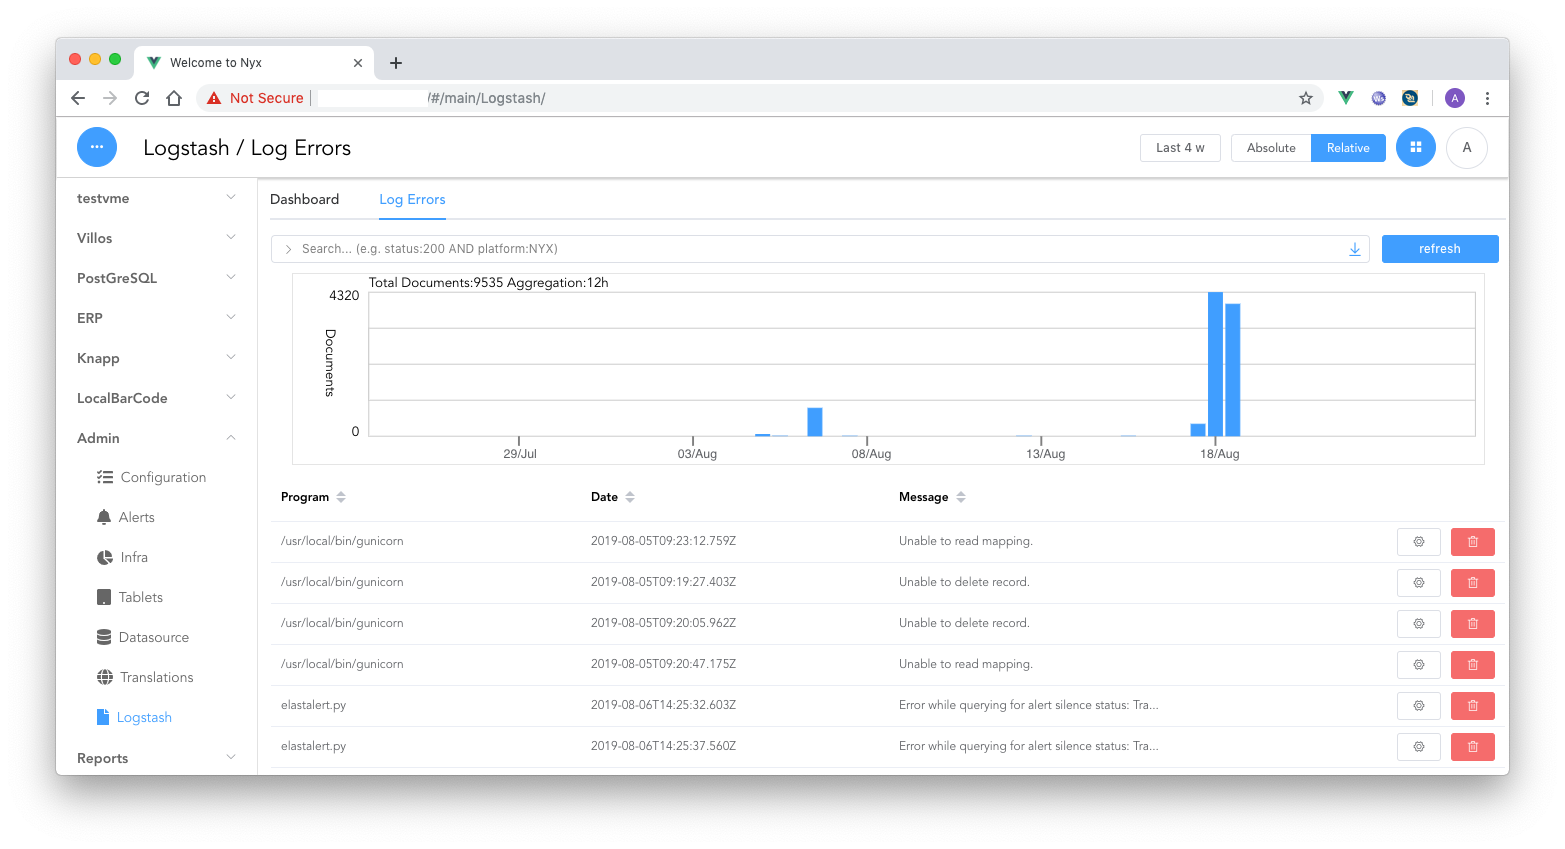 Welcome to Nyx
Not Secure
/#/main/Logstash/
A
Logstash / Log Errors
Last 4 w
Absolute
Relative
A
testvme
Villos
PostGreSQL
ERP
Knapp
LocalBarCode
Admin
Configuration
Alerts
Infra
Tablets
Datasource
Translations
Logstash
Reports
Dashboard
Log Errors
Search... (e.g. status:200 AND platform:NYX)
refresh
Total Documents:9535 Aggregation:12h
4320
Documents
0
29/Jul
03/Aug
08/Aug
13/Aug
18/Aug
Program
Date
Message
/usr/local/bin/gunicorn
2019-08-05T09:23:12.759Z
Unable to read mapping.
/usr/local/bin/gunicorn
2019-08-05T09:19:27.403Z
Unable to delete record.
/usr/local/bin/gunicorn
2019-08-05T09:20:05.962Z
Unable to delete record.
/usr/local/bin/gunicorn
2019-08-05T09:20:47.175Z
Unable to read mapping.
elastalert.py
2019-08-06T14:25:32.603Z
Error while querying for alert silence status: Tra...
elastalert.py
2019-08-06T14:25:37.560Z
Error while querying for alert silence status: Tra...